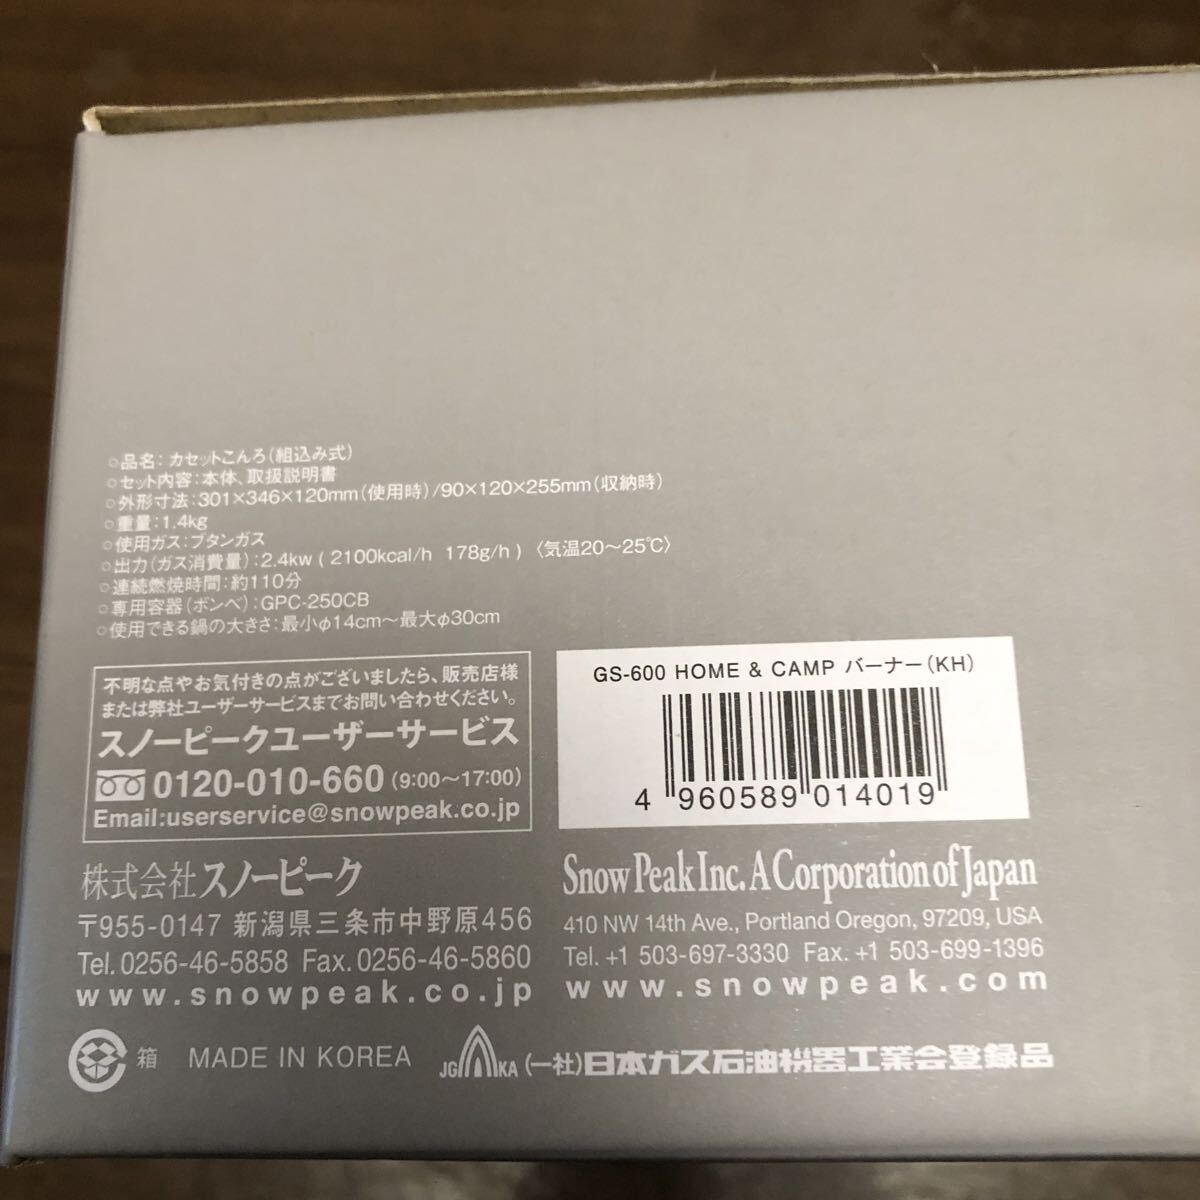 ○品名：カセットこんろ（組込み式）
○セット内容：本体、取扱説明書
○外形寸法：301×346×120mm（使用時）/90×120×255mm（収納時）
○重量：1.4kg
○使用ガス：ブタンガス
○出力（ガス消費量）：2.4kw ( 2100kcal/h 178g/h ) 〈気温20〜25℃〉
○連続燃焼時間：約110分
○専用容器（ボンベ）：GPC-250CB
○使用できる鍋の大きさ：最小φ14cm〜最大φ30cm
不明な点やお気付きの点がございましたら、販売店様
または弊社ユーザーサービスまでお問い合わせください。
スノーピークユーザーサービス
0120-010-660 (9:00〜17:00)
Email:userservice@snowpeak.co.jp
株式会社スノーピーク
〒955-0147 新潟県三条市中野原456
Tel. 0256-46-5858 Fax. 0256-46-5860
www.snowpeak.co.jp
GS-600 HOME & CAMP バーナー（KH）
4 960589 014019
Snow Peak Inc. A Corporation of Japan
410 NW 14th Ave., Portland Oregon, 97209, USA
Tel. +1 503-697-3330 Fax. +1 503-699-1396
www.snowpeak.com
箱 MADE IN KOREA
JGKA （一社）日本ガス石油機器工業会登録品